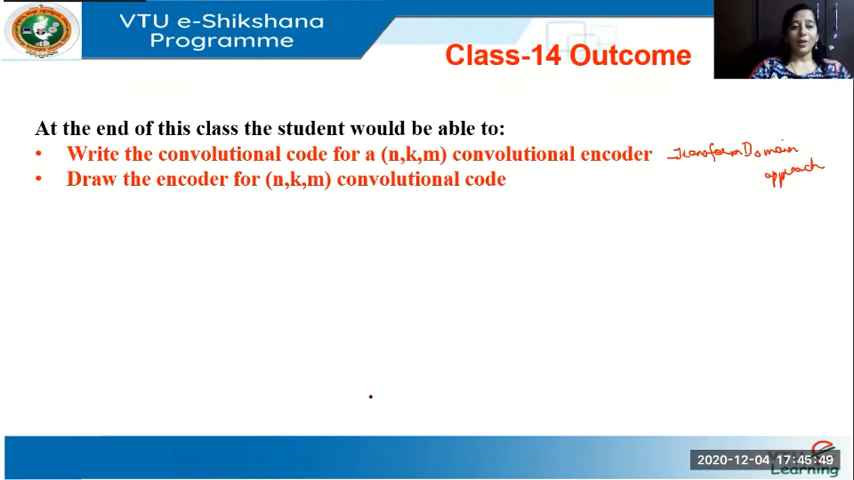 VTU e-Shikshana
Programme
Class-14 Outcome
At the end of this class the student would be able to:
• Write the convolutional code for a (n,k,m) convolutional encoder
Transform Domain
approach
• Draw the encoder for (n,k,m) convolutional code
2020-12-04 17:45:49
Learning